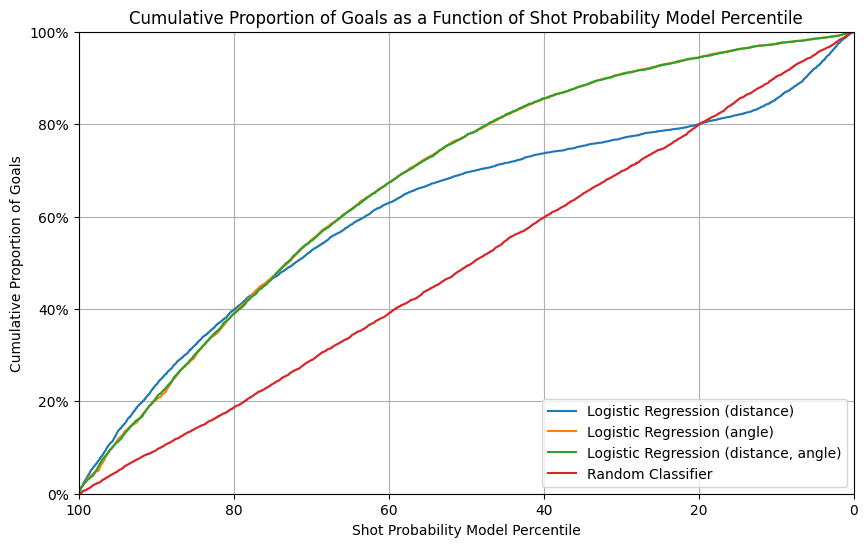 Cumulative Proportion of Goals as a Function of Shot Probability Model Percentile
100%
80%
60%
40%
20%
0%
Cumulative Proportion of Goals
Logistic Regression (distance)
Logistic Regression (angle)
Logistic Regression (distance, angle)
Random Classifier
100
80
60
40
20
0
Shot Probability Model Percentile